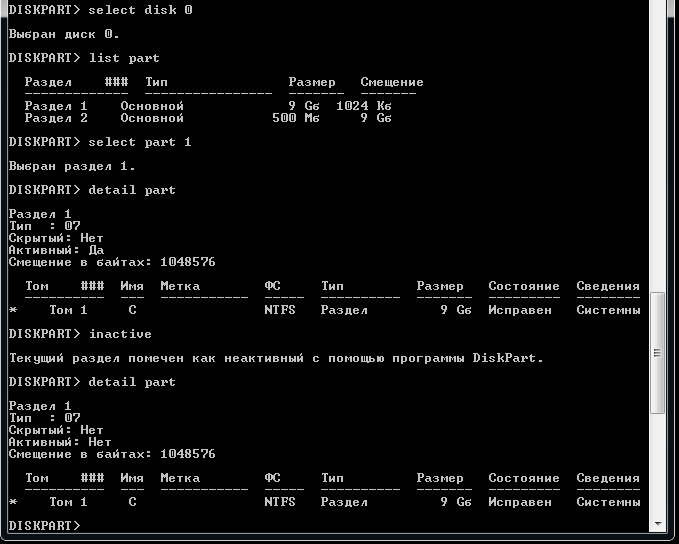 DISKPART> select disk 0
Выбран диск 0.
DISKPART> list part
Раздел    ###  Тип               Размер   Смещение
-------------  ----------------  -------  -------
Раздел 1    Основной             9 Gб  1024 Kб
Раздел 2    Основной           500 Mб     9 Gб
DISKPART> select part 1
Выбран раздел 1.
DISKPART> detail part
Раздел 1
Тип  : 07
Скрытый: Нет
Активный: Да
Смещение в байтах: 1048576
Том    ###  Имя  Метка        ФС     Тип         Размер   Состояние  Сведения
----------  ---  -----------  -----  ----------  -------  ---------  --------
*    Том 1     C                NTFS   Раздел         9 Gб  Исправен   Системны
DISKPART> inactive
Текущий раздел помечен как неактивный с помощью программы DiskPart.
DISKPART> detail part
Раздел 1
Тип  : 07
Скрытый: Нет
Активный: Нет
Смещение в байтах: 1048576
Том    ###  Имя  Метка        ФС     Тип         Размер   Состояние  Сведения
----------  ---  -----------  -----  ----------  -------  ---------  --------
*    Том 1     C                NTFS   Раздел         9 Gб  Исправен   Системны
DISKPART>